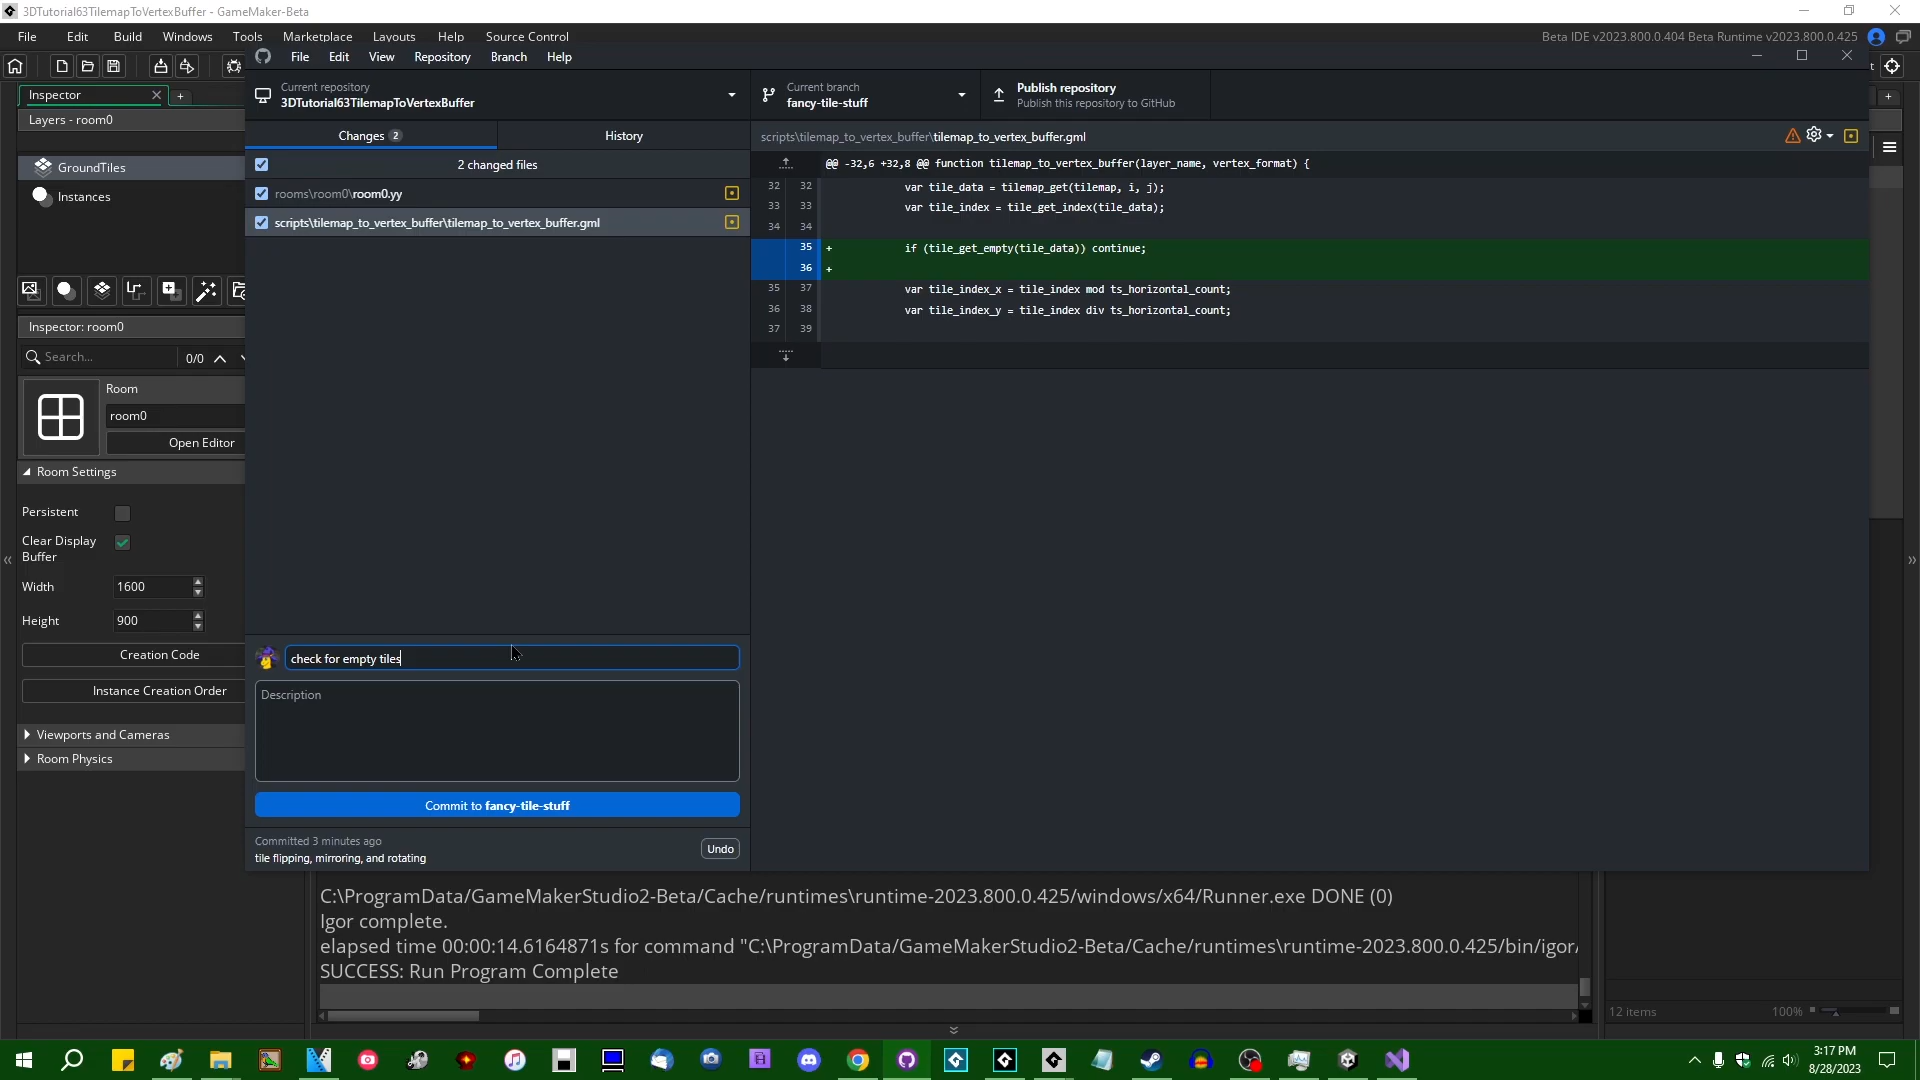 3DTutorial63TilemapToVertexBuffer - GameMaker-Beta
File Edit Build Windows Tools Marketplace Layouts Help Source Control
Beta IDE v2023.800.0.404 Beta Runtime v2023.800.0.425
File Edit View Repository Branch Help
Inspector
Layers - room0
GroundTiles
Instances
Inspector: room0
Search...
0/0
Room
room0
Open Editor
Room Settings
Persistent
Clear Display
Buffer
Width
1600
Height
900
Creation Code
Instance Creation Order
Viewports and Cameras
Room Physics
Current repository
3DTutorial63TilemapToVertexBuffer
Current branch
fancy-tile-stuff
Publish repository
Publish this repository to GitHub
Changes 2
History
2 changed files
rooms\room0\room0.yy
scripts\tilemap_to_vertex_buffer\tilemap_to_vertex_buffer.gml
scripts\tilemap_to_vertex_buffer\tilemap_to_vertex_buffer.gml
@@ -32,6 +32,8 @@ function tilemap_to_vertex_buffer(layer_name, vertex_format) {
32 32 var tile_data = tilemap_get(tilemap, i, j);
33 33 var tile_index = tile_get_index(tile_data);
34 34
35 + if (tile_get_empty(tile_data)) continue;
36 +
35 37 var tile_index_x = tile_index mod ts_horizontal_count;
36 38 var tile_index_y = tile_index div ts_horizontal_count;
37 39
check for empty tiles
Description
Commit to fancy-tile-stuff
Committed 3 minutes ago
tile flipping, mirroring, and rotating
Undo
C:\ProgramData/GameMakerStudio2-Beta/Cache/runtimes\runtime-2023.800.0.425/windows/x64/Runner.exe DONE (0)
Igor complete.
elapsed time 00:00:14.6164871s for command "C:\ProgramData/GameMakerStudio2-Beta/Cache/runtimes\runtime-2023.800.0.425/bin/igor/
SUCCESS: Run Program Complete
12 items
100%
3:17 PM
8/28/2023